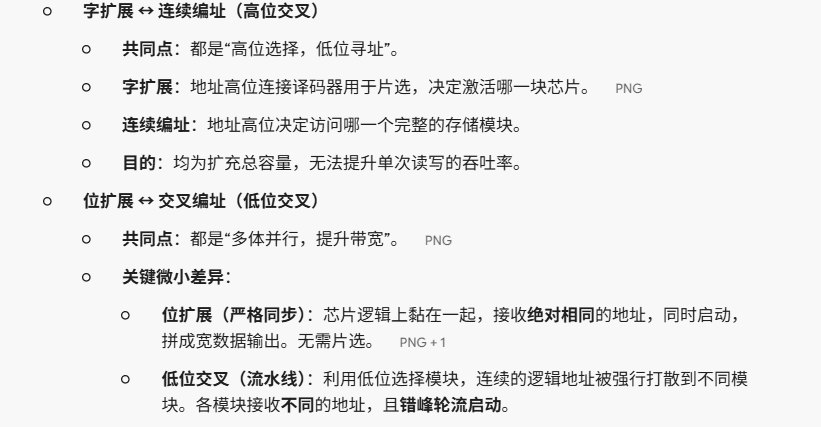 字扩展 ↔ 连续编址（高位交叉）
共同点：都是“高位选择，低位寻址”。
字扩展：地址高位连接译码器用于片选，决定激活哪一块芯片。 PNG
连续编址：地址高位决定访问哪一个完整的存储模块。
目的：均为扩充总容量，无法提升单次读写的吞吐率。
位扩展 ↔ 交叉编址（低位交叉）
共同点：都是“多体并行，提升带宽”。 PNG
关键微小差异：
位扩展（严格同步）：芯片逻辑上黏在一起，接收绝对相同的地址，同时启动，
拼成宽数据输出。无需片选。 PNG + 1
低位交叉（流水线）：利用低位选择模块，连续的逻辑地址被强行打散到不同模
块。各模块接收不同的地址，且错峰轮流启动。